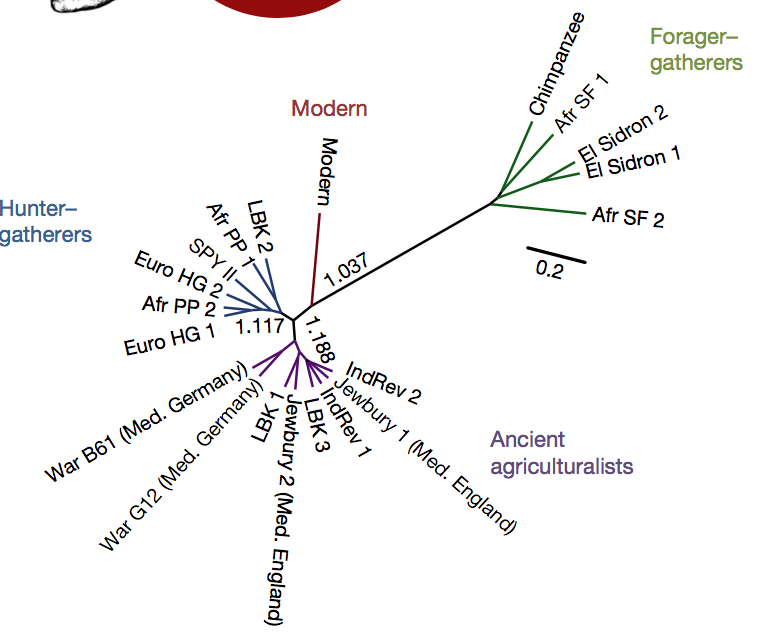 Forager–
gatherers
Chimpanzee
Afr SF 1
El Sidron 2
El Sidron 1
Afr SF 2
0.2
Modern
Modern
1.037
Hunter–
gatherers
LBK 2
Afr PP 1
SPY II
Euro HG 2
Afr PP 2
Euro HG 1
1.117
1.188
War B61 (Med. Germany)
War G12 (Med. Germany)
LBK 1
Jewbury 2 (Med. England)
LBK 3
IndRev 1
Jewbury 1 (Med. England)
IndRev 2
Ancient
agriculturalists